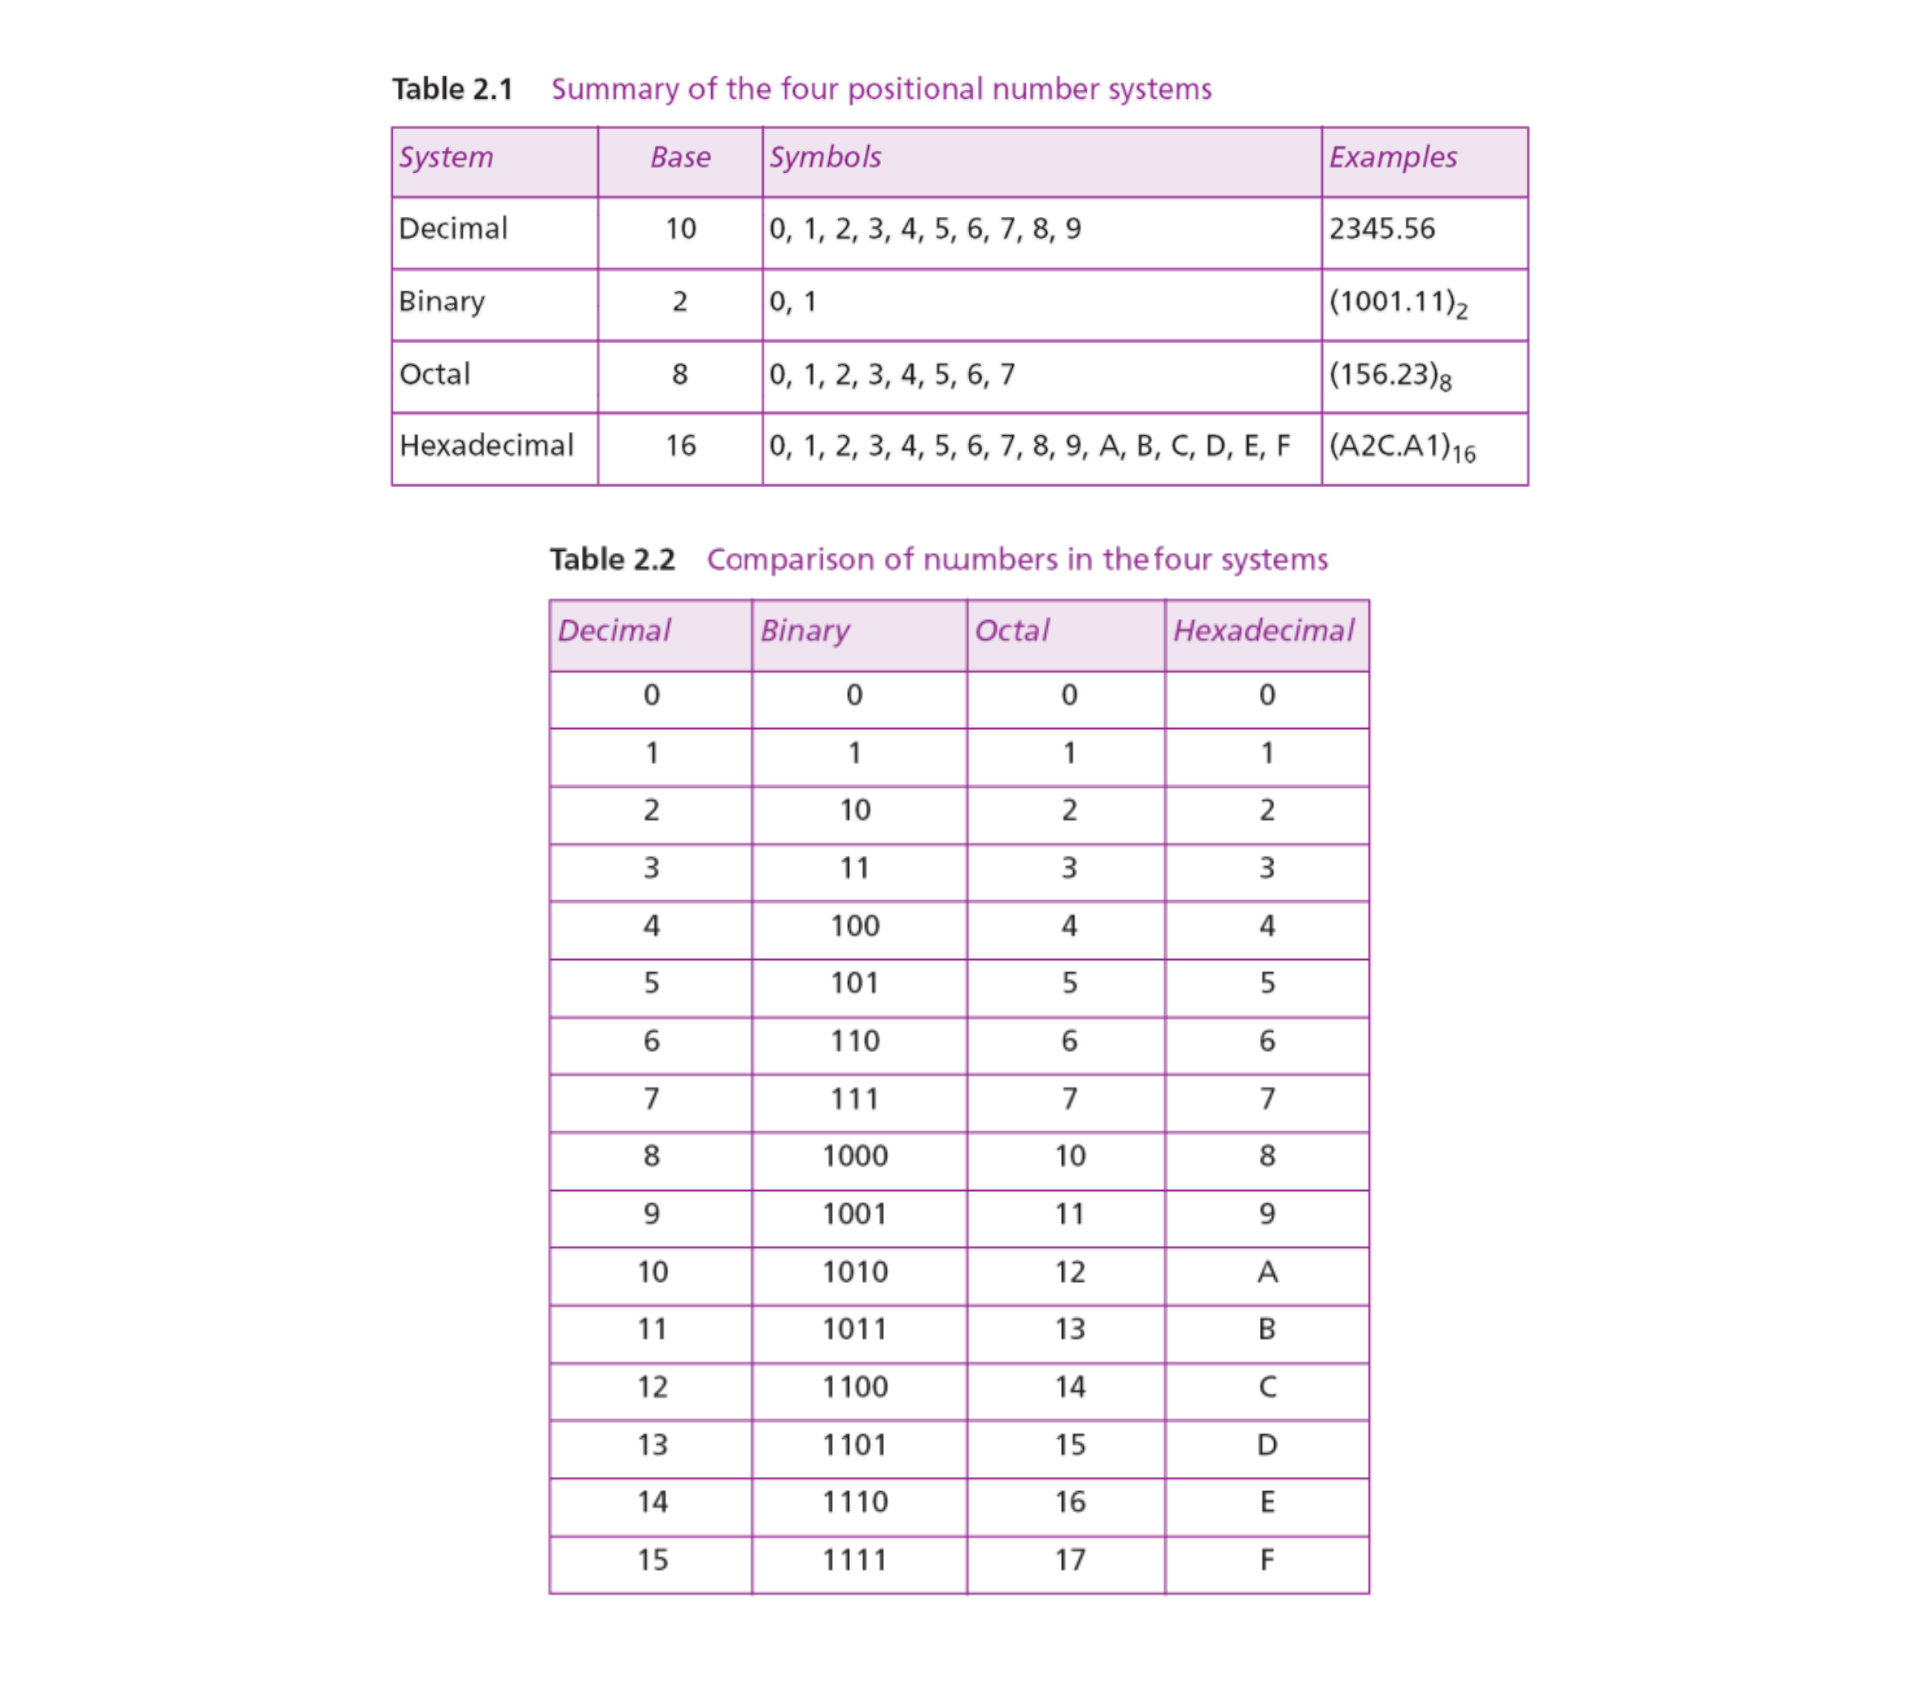 Table 2.1 Summary of the four positional number systems
System Base Symbols Examples
Decimal 10 0, 1, 2, 3, 4, 5, 6, 7, 8, 9 2345.56
Binary 2 0, 1 (1001.11)2
Octal 8 0, 1, 2, 3, 4, 5, 6, 7 (156.23)8
Hexadecimal 16 0, 1, 2, 3, 4, 5, 6, 7, 8, 9, A, B, C, D, E, F (A2C.A1)16
Table 2.2 Comparison of numbers in the four systems
Decimal Binary Octal Hexadecimal
0 0 0 0
1 1 1 1
2 10 2 2
3 11 3 3
4 100 4 4
5 101 5 5
6 110 6 6
7 111 7 7
8 1000 10 8
9 1001 11 9
10 1010 12 A
11 1011 13 B
12 1100 14 C
13 1101 15 D
14 1110 16 E
15 1111 17 F